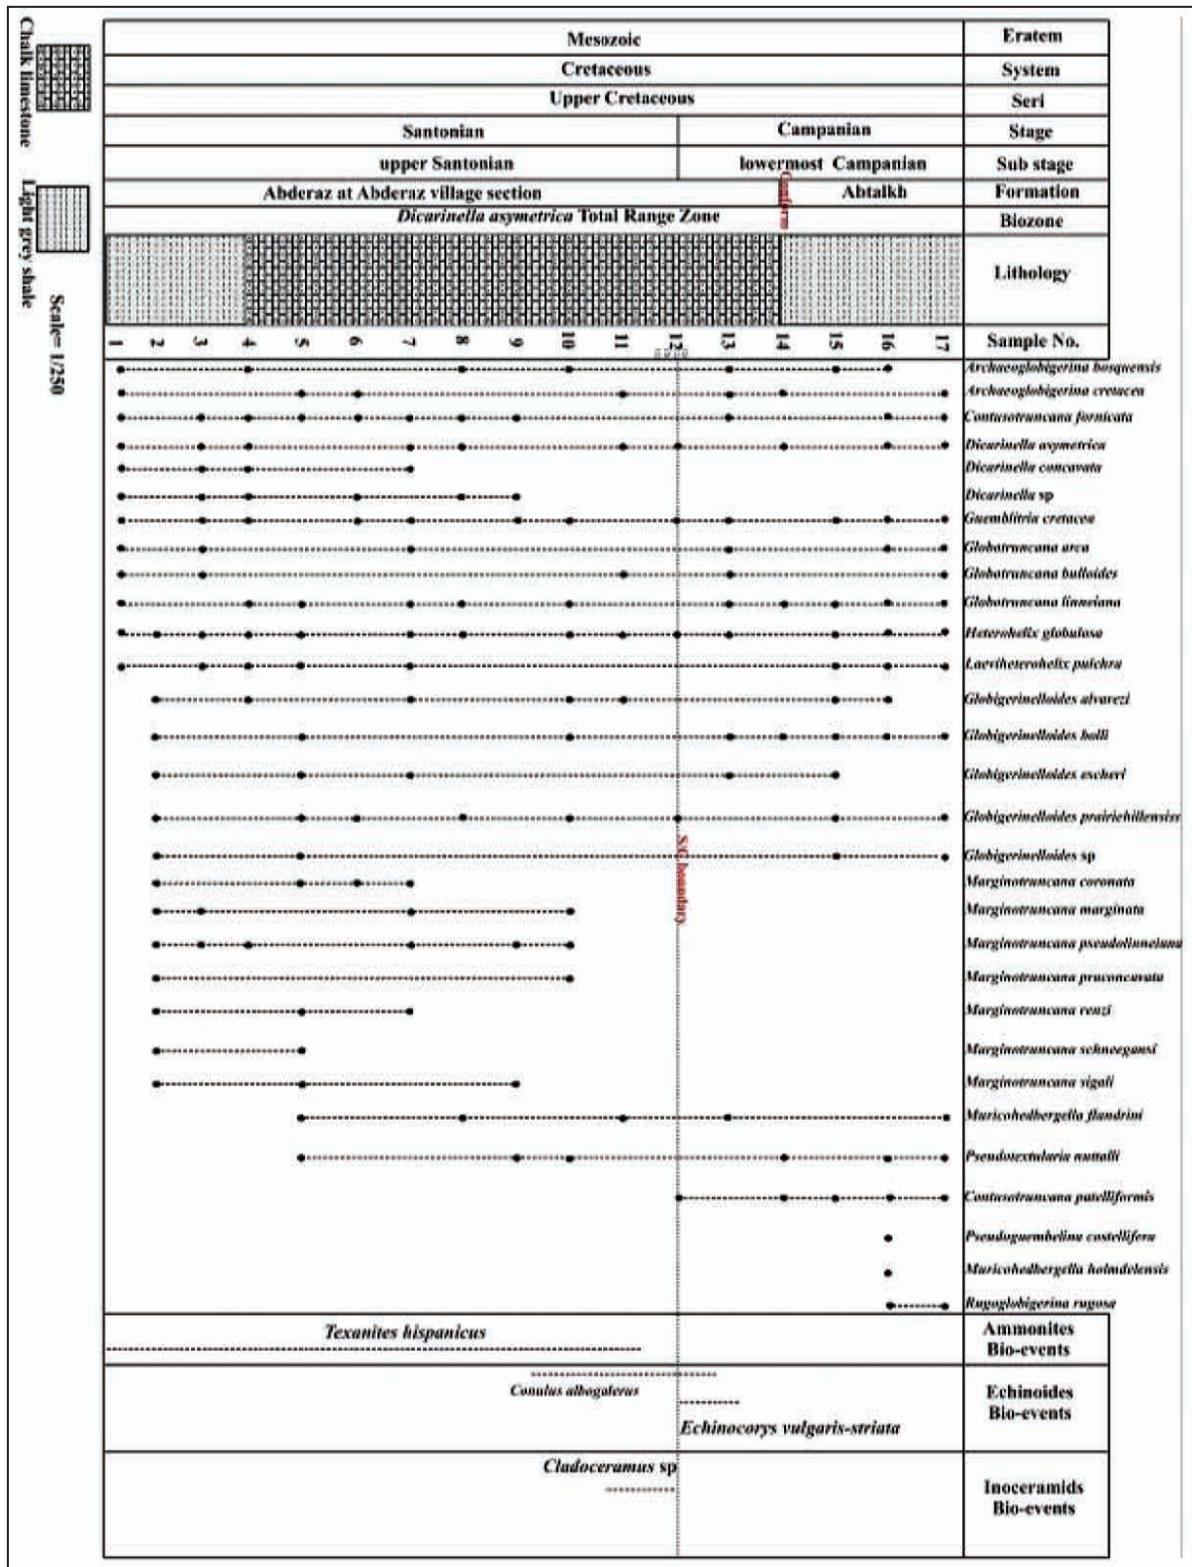 Mesozoic Eratem
Cretaceous System
Upper Cretaceous Seri
Santonian Campanian Stage
upper Santonian lowermost Campanian Sub stage
Abderaz at Abderaz village section Conform Abtalkh Formation
Dicarinella asymetrica Total Range Zone Biozone
Lithology
1 2 3 4 5 6 7 8 9 10 11 12 13 14 15 16 17 Sample No.
Chalk limestone
Light grey shale
Scale= 1/250
Archaeoglobigerina bosquensis
Archaeoglobigerina cretacea
Contusotruncana fornicata
Dicarinella asymetrica
Dicarinella concavata
Dicarinella sp
Guemblitria cretacea
Globotruncana arca
Globotruncana bulloides
Globotruncana linneiana
Heterohelix globulosa
Laeviheterohelix pulchra
Globigerinelloides alvarezi
Globigerinelloides bolli
Globigerinelloides escheri
Globigerinelloides prairiehillensiss
Globigerinelloides sp
S/C boundary
Marginotruncana coronata
Marginotruncana marginata
Marginotruncana pseudolinneiana
Marginotruncana praconcavata
Marginotruncana renzi
Marginotruncana schneegansi
Marginotruncana sigali
Muricohedbergella flandrini
Pseudotextularia nuttalli
Contusotruncana patelliformis
Pseudoguembelina costellifera
Muricohedbergella holmdelensis
Rugoglobigerina rugosa
Texanites hispanicus
Ammonites
Bio-events
Conulus albogalerus
Echinocorys vulgaris-striata
Echinoides
Bio-events
Cladoceramus sp
Inoceramids
Bio-events